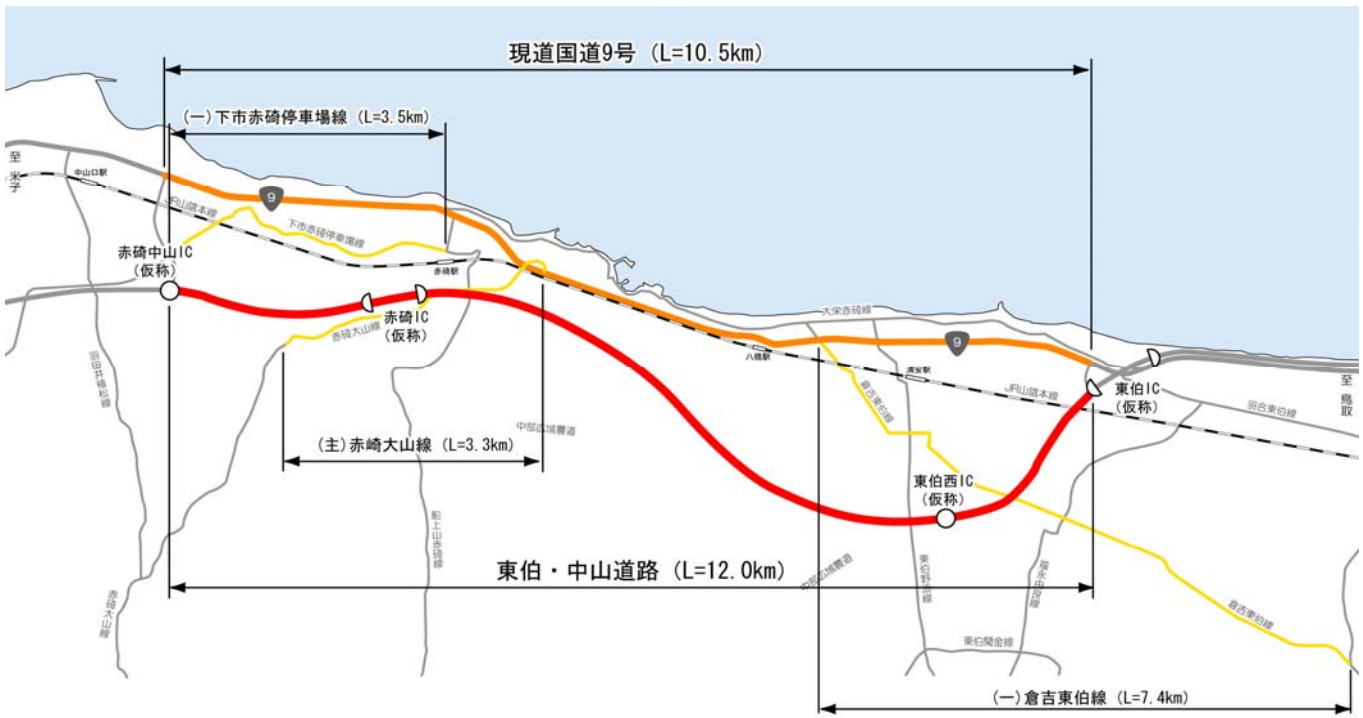 現道国道9号 (L=10.5km)
(一)下市赤碕停車場線 (L=3.5km)
至 米子
中山口駅
9
JR山陰本線
下市赤碕停車場線
赤碕中山IC
(仮称)
赤碕駅
赤碕IC
(仮称)
赤碕大山線
大栄赤碕線
9
八橋駅
浦安駅
JR山陰本線
東伯IC
(仮称)
至 鳥取
羽合東伯線
羽田井植松線
倉吉東伯線
中部広域農道
(主)赤崎大山線 (L=3.3km)
東伯西IC
(仮称)
船上山赤碕線
東伯・中山道路 (L=12.0km)
中部広域農道
福永由良線
赤碕大山線
倉吉東伯線
東伯関金線
(一)倉吉東伯線 (L=7.4km)